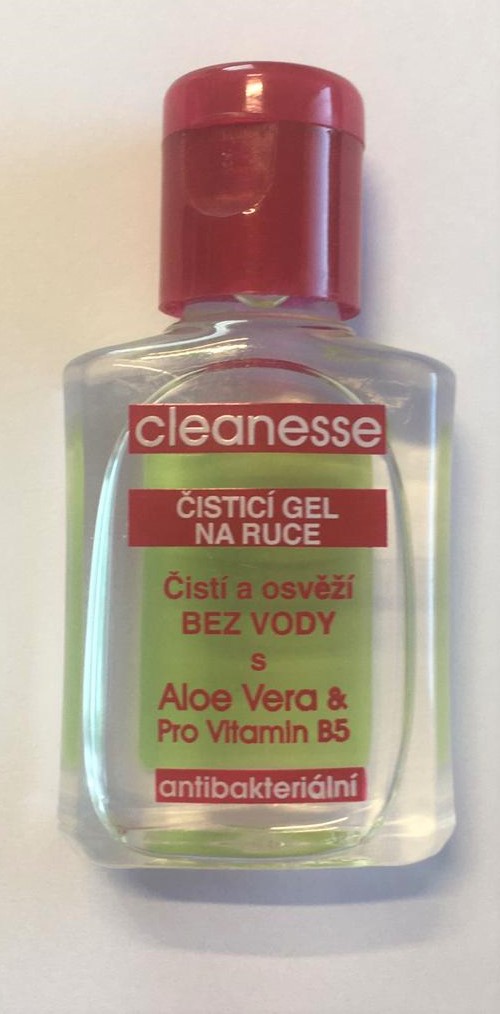 cleanesse
ČISTICÍ GEL
NA RUCE
Čistí a osvěží
BEZ VODY
s
Aloe Vera &
Pro Vitamin B5
antibakteriální